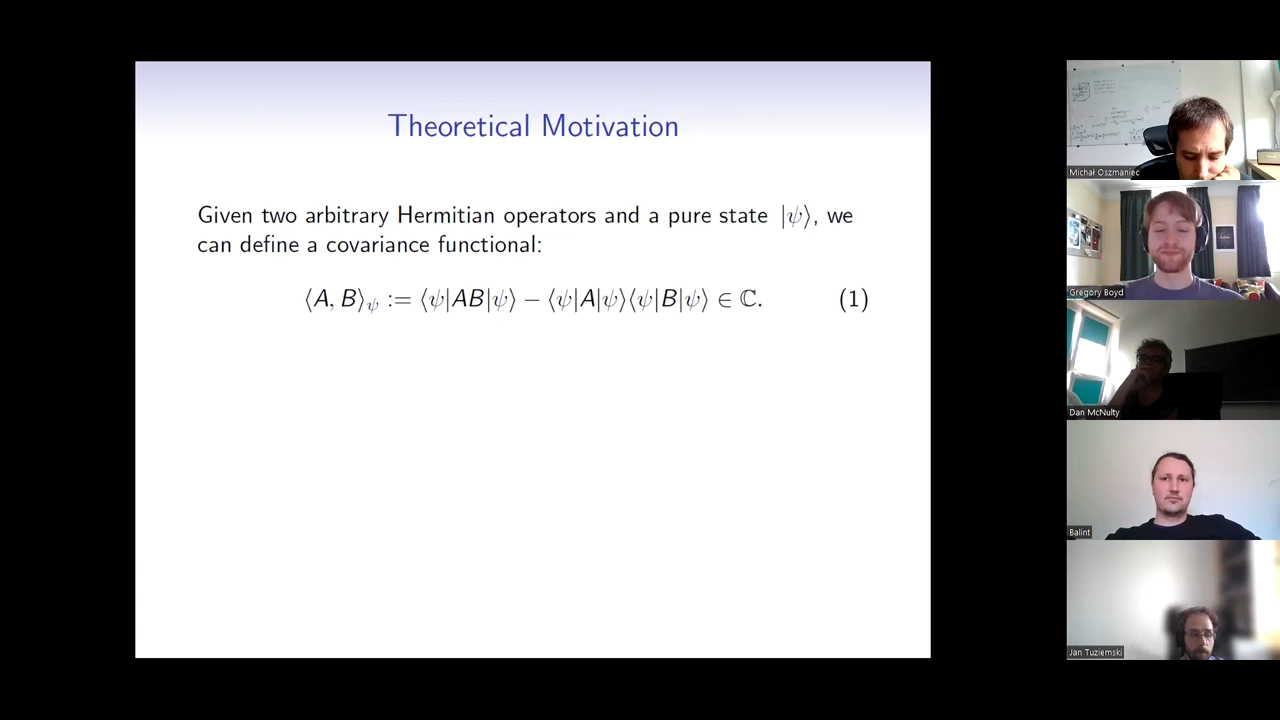 Theoretical Motivation
Given two arbitrary Hermitian operators and a pure state |ψ⟩, we
can define a covariance functional:
⟨A, B⟩ψ := ⟨ψ|AB|ψ⟩ − ⟨ψ|A|ψ⟩⟨ψ|B|ψ⟩ ∈ ℂ. (1)
Michał Oszmaniec
Gregory Boyd
Dan McNulty
Balint
Jan Tuziemski